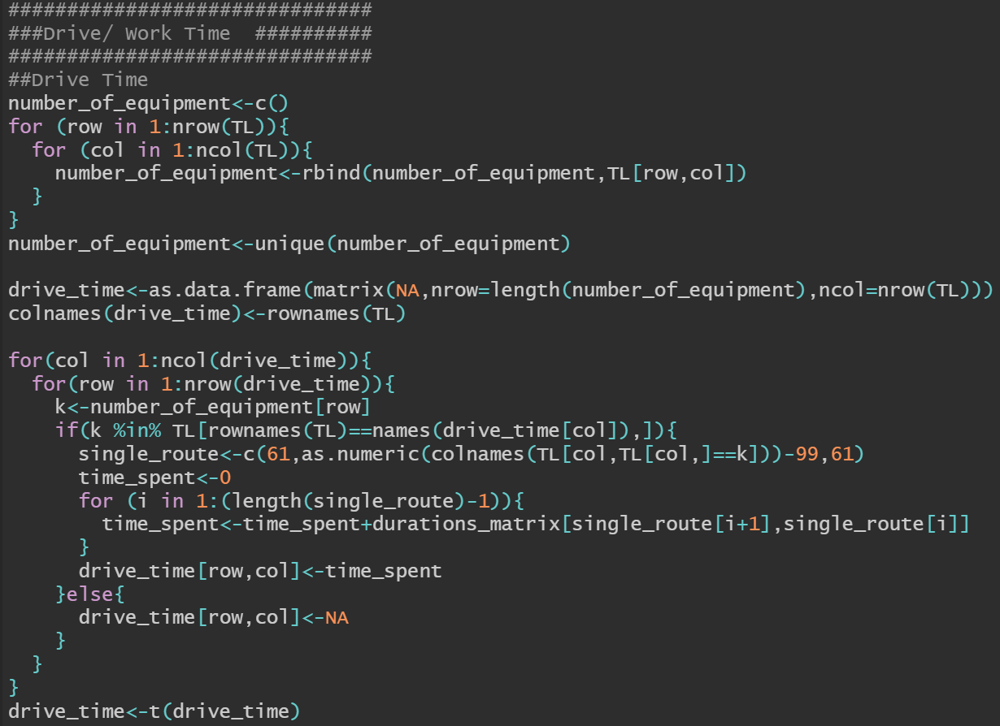 ###############################
###Drive/ Work Time  ##########
###############################
##Drive Time
number_of_equipment<-c()
for (row in 1:nrow(TL)){
  for (col in 1:ncol(TL)){
    number_of_equipment<-rbind(number_of_equipment,TL[row,col])
  }
}
number_of_equipment<-unique(number_of_equipment)

drive_time<-as.data.frame(matrix(NA,nrow=length(number_of_equipment),ncol=nrow(TL)))
colnames(drive_time)<-rownames(TL)

for(col in 1:ncol(drive_time)){
  for(row in 1:nrow(drive_time)){
    k<-number_of_equipment[row]
    if(k %in% TL[rownames(TL)==names(drive_time[col]),]){
      single_route<-c(61,as.numeric(colnames(TL[col,TL[col,]==k]))-99,61)
      time_spent<-0
      for (i in 1:(length(single_route)-1)){
        time_spent<-time_spent+durations_matrix[single_route[i+1],single_route[i]]
      }
      drive_time[row,col]<-time_spent
    }else{
      drive_time[row,col]<-NA
    }
  }
}
drive_time<-t(drive_time)